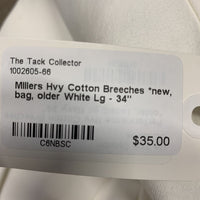 The Tack Collector
1002605-66
Millers Hvy Cotton Breeches *new,
bag, older White Lg - 34"
C6NBSC
$35.00